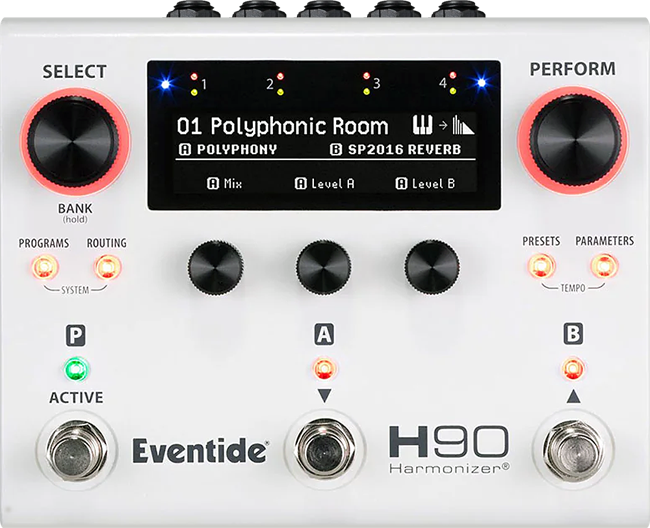 SELECT
PERFORM
1 2 3 4
01 Polyphonic Room
A POLYPHONY B SP2016 REVERB
A Mix A Level A A Level B
BANK
(hold)
PROGRAMS ROUTING
PRESETS PARAMETERS
SYSTEM
TEMPO
P A B
ACTIVE
Eventide®
H90
Harmonizer®